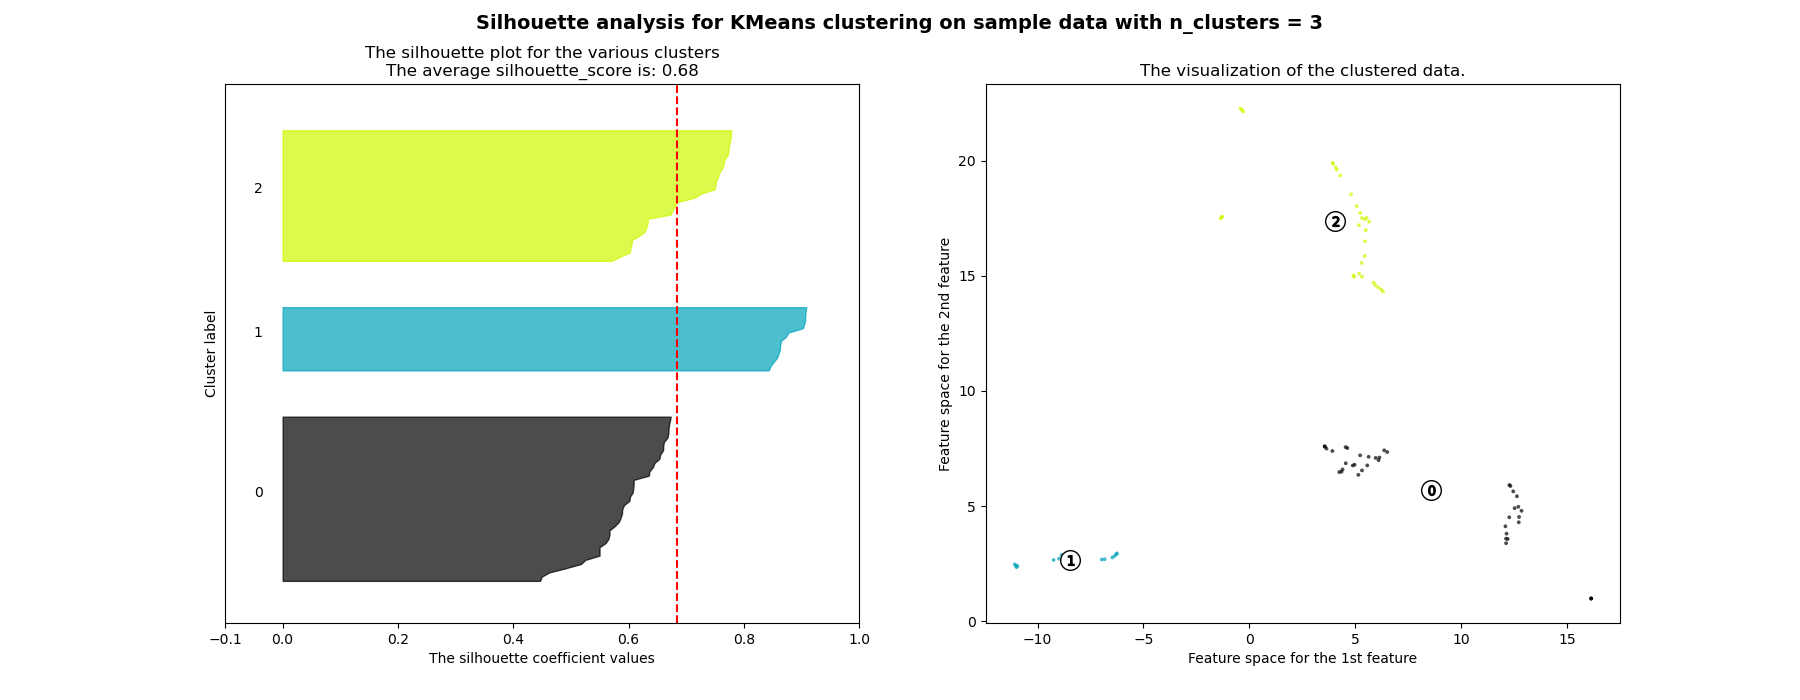 Silhouette analysis for KMeans clustering on sample data with n_clusters = 3
The silhouette plot for the various clusters
The average silhouette_score is: 0.68
2
1
0
Cluster label
−0.1 0.0 0.2 0.4 0.6 0.8 1.0
The silhouette coefficient values
The visualization of the clustered data.
20
15
10
5
0
Feature space for the 2nd feature
2
0
1
−10 −5 0 5 10 15
Feature space for the 1st feature